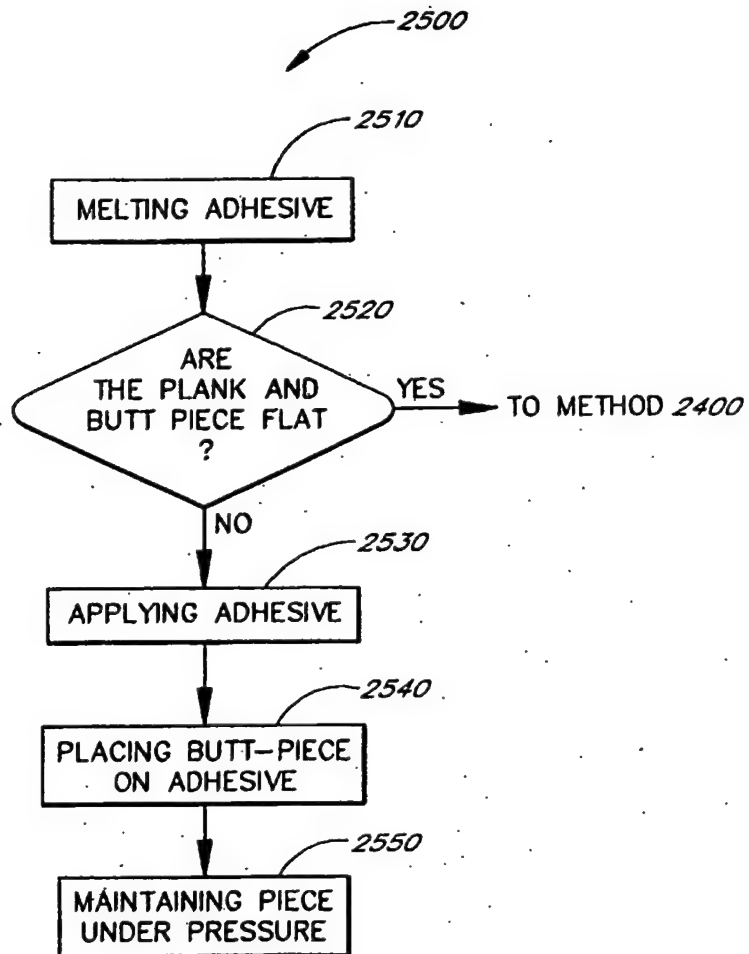 2500
2510
MELTING ADHESIVE
2520
ARE
THE PLANK AND
BUTT PIECE FLAT
?
YES
TO METHOD 2400
NO
2530
APPLYING ADHESIVE
2540
PLACING BUTT-PIECE
ON ADHESIVE
2550
MAINTAINING PIECE
UNDER PRESSURE